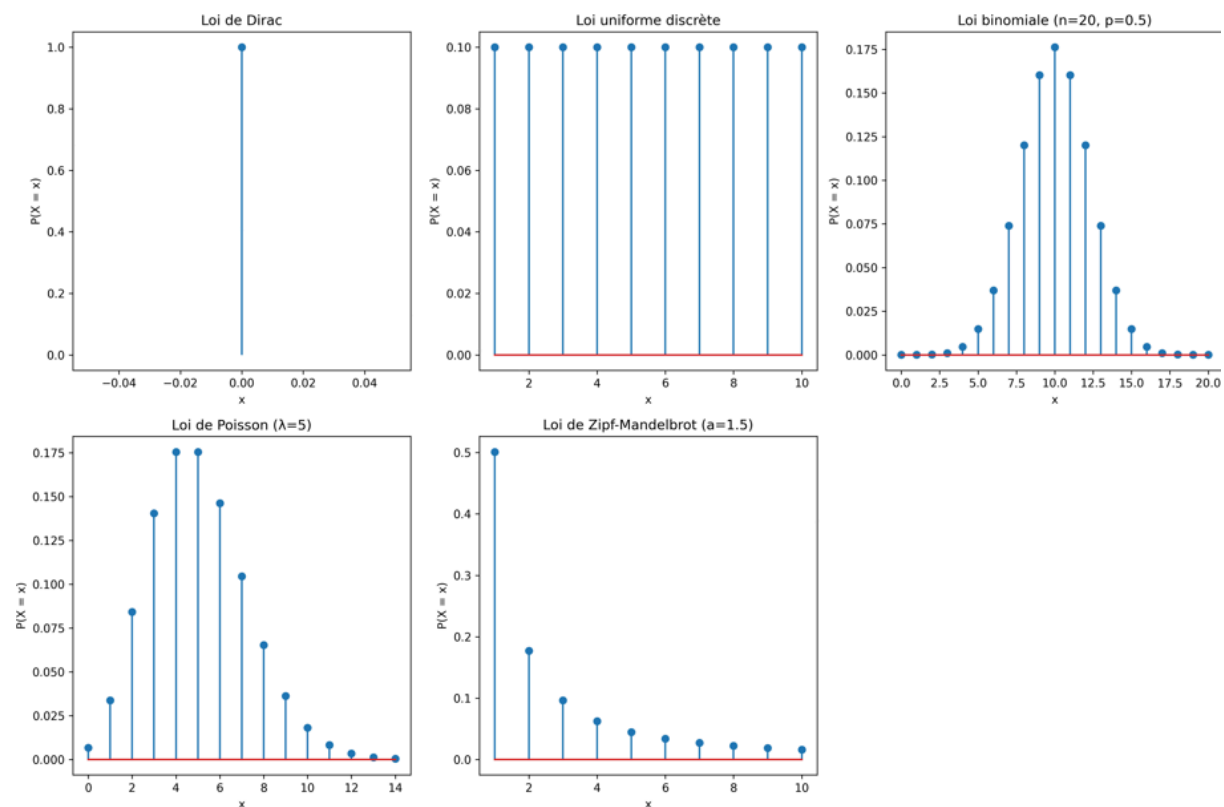 Loi de Dirac
1.0
0.8
0.6
0.4
0.2
0.0
P(X = x)
−0.04 −0.02 0.00 0.02 0.04
x
Loi uniforme discrète
0.10
0.08
0.06
0.04
0.02
0.00
P(X = x)
2 4 6 8 10
x
Loi binomiale (n=20, p=0.5)
0.175
0.150
0.125
0.100
0.075
0.050
0.025
0.000
P(X = x)
0.0 2.5 5.0 7.5 10.0 12.5 15.0 17.5 20.0
x
Loi de Poisson (λ=5)
0.175
0.150
0.125
0.100
0.075
0.050
0.025
0.000
P(X = x)
0 2 4 6 8 10 12 14
x
Loi de Zipf-Mandelbrot (a=1.5)
0.5
0.4
0.3
0.2
0.1
0.0
P(X = x)
2 4 6 8 10
x